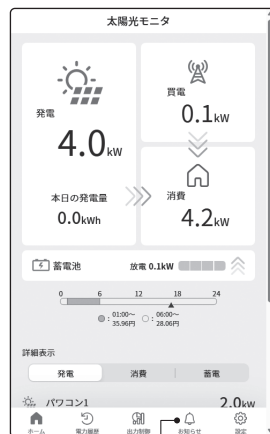 太陽光モニタ
発電
4.0kW
本日の発電量
0.0kWh
買電
0.1kW
消費
4.2kW
蓄電池
放電 0.1kW
0 6 12 18 24
: 01:00～ : 06:00～
35.96円 28.06円
詳細表示
発電 消費 蓄電
パワコン1 2.0kW
ホーム 電力履歴 出力制御 お知らせ 設定